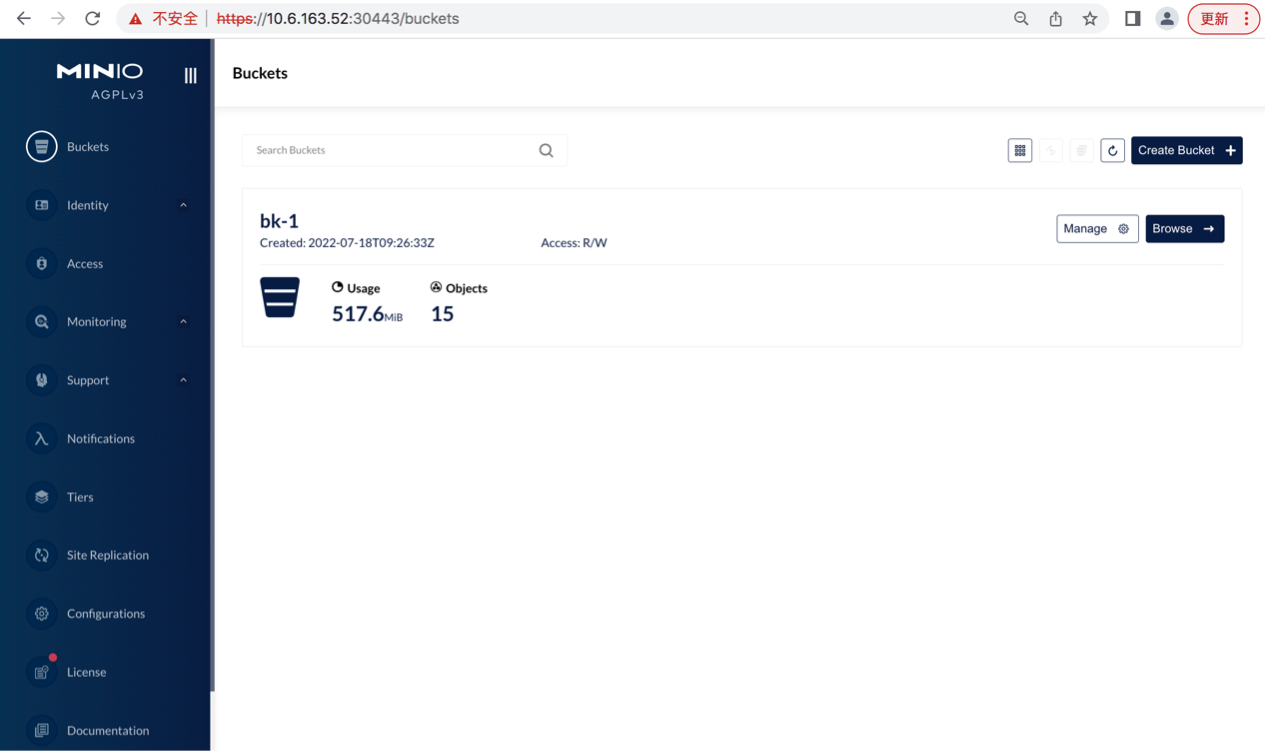 不安全 https://10.6.163.52:30443/buckets 更新
MINIO
AGPLv3
Buckets
Identity
Access
Monitoring
Support
Notifications
Tiers
Site Replication
Configurations
License
Documentation
Buckets
Search Buckets
Create Bucket
bk-1
Created: 2022-07-18T09:26:33Z Access: R/W
Manage Browse
Usage Objects
517.6MiB 15